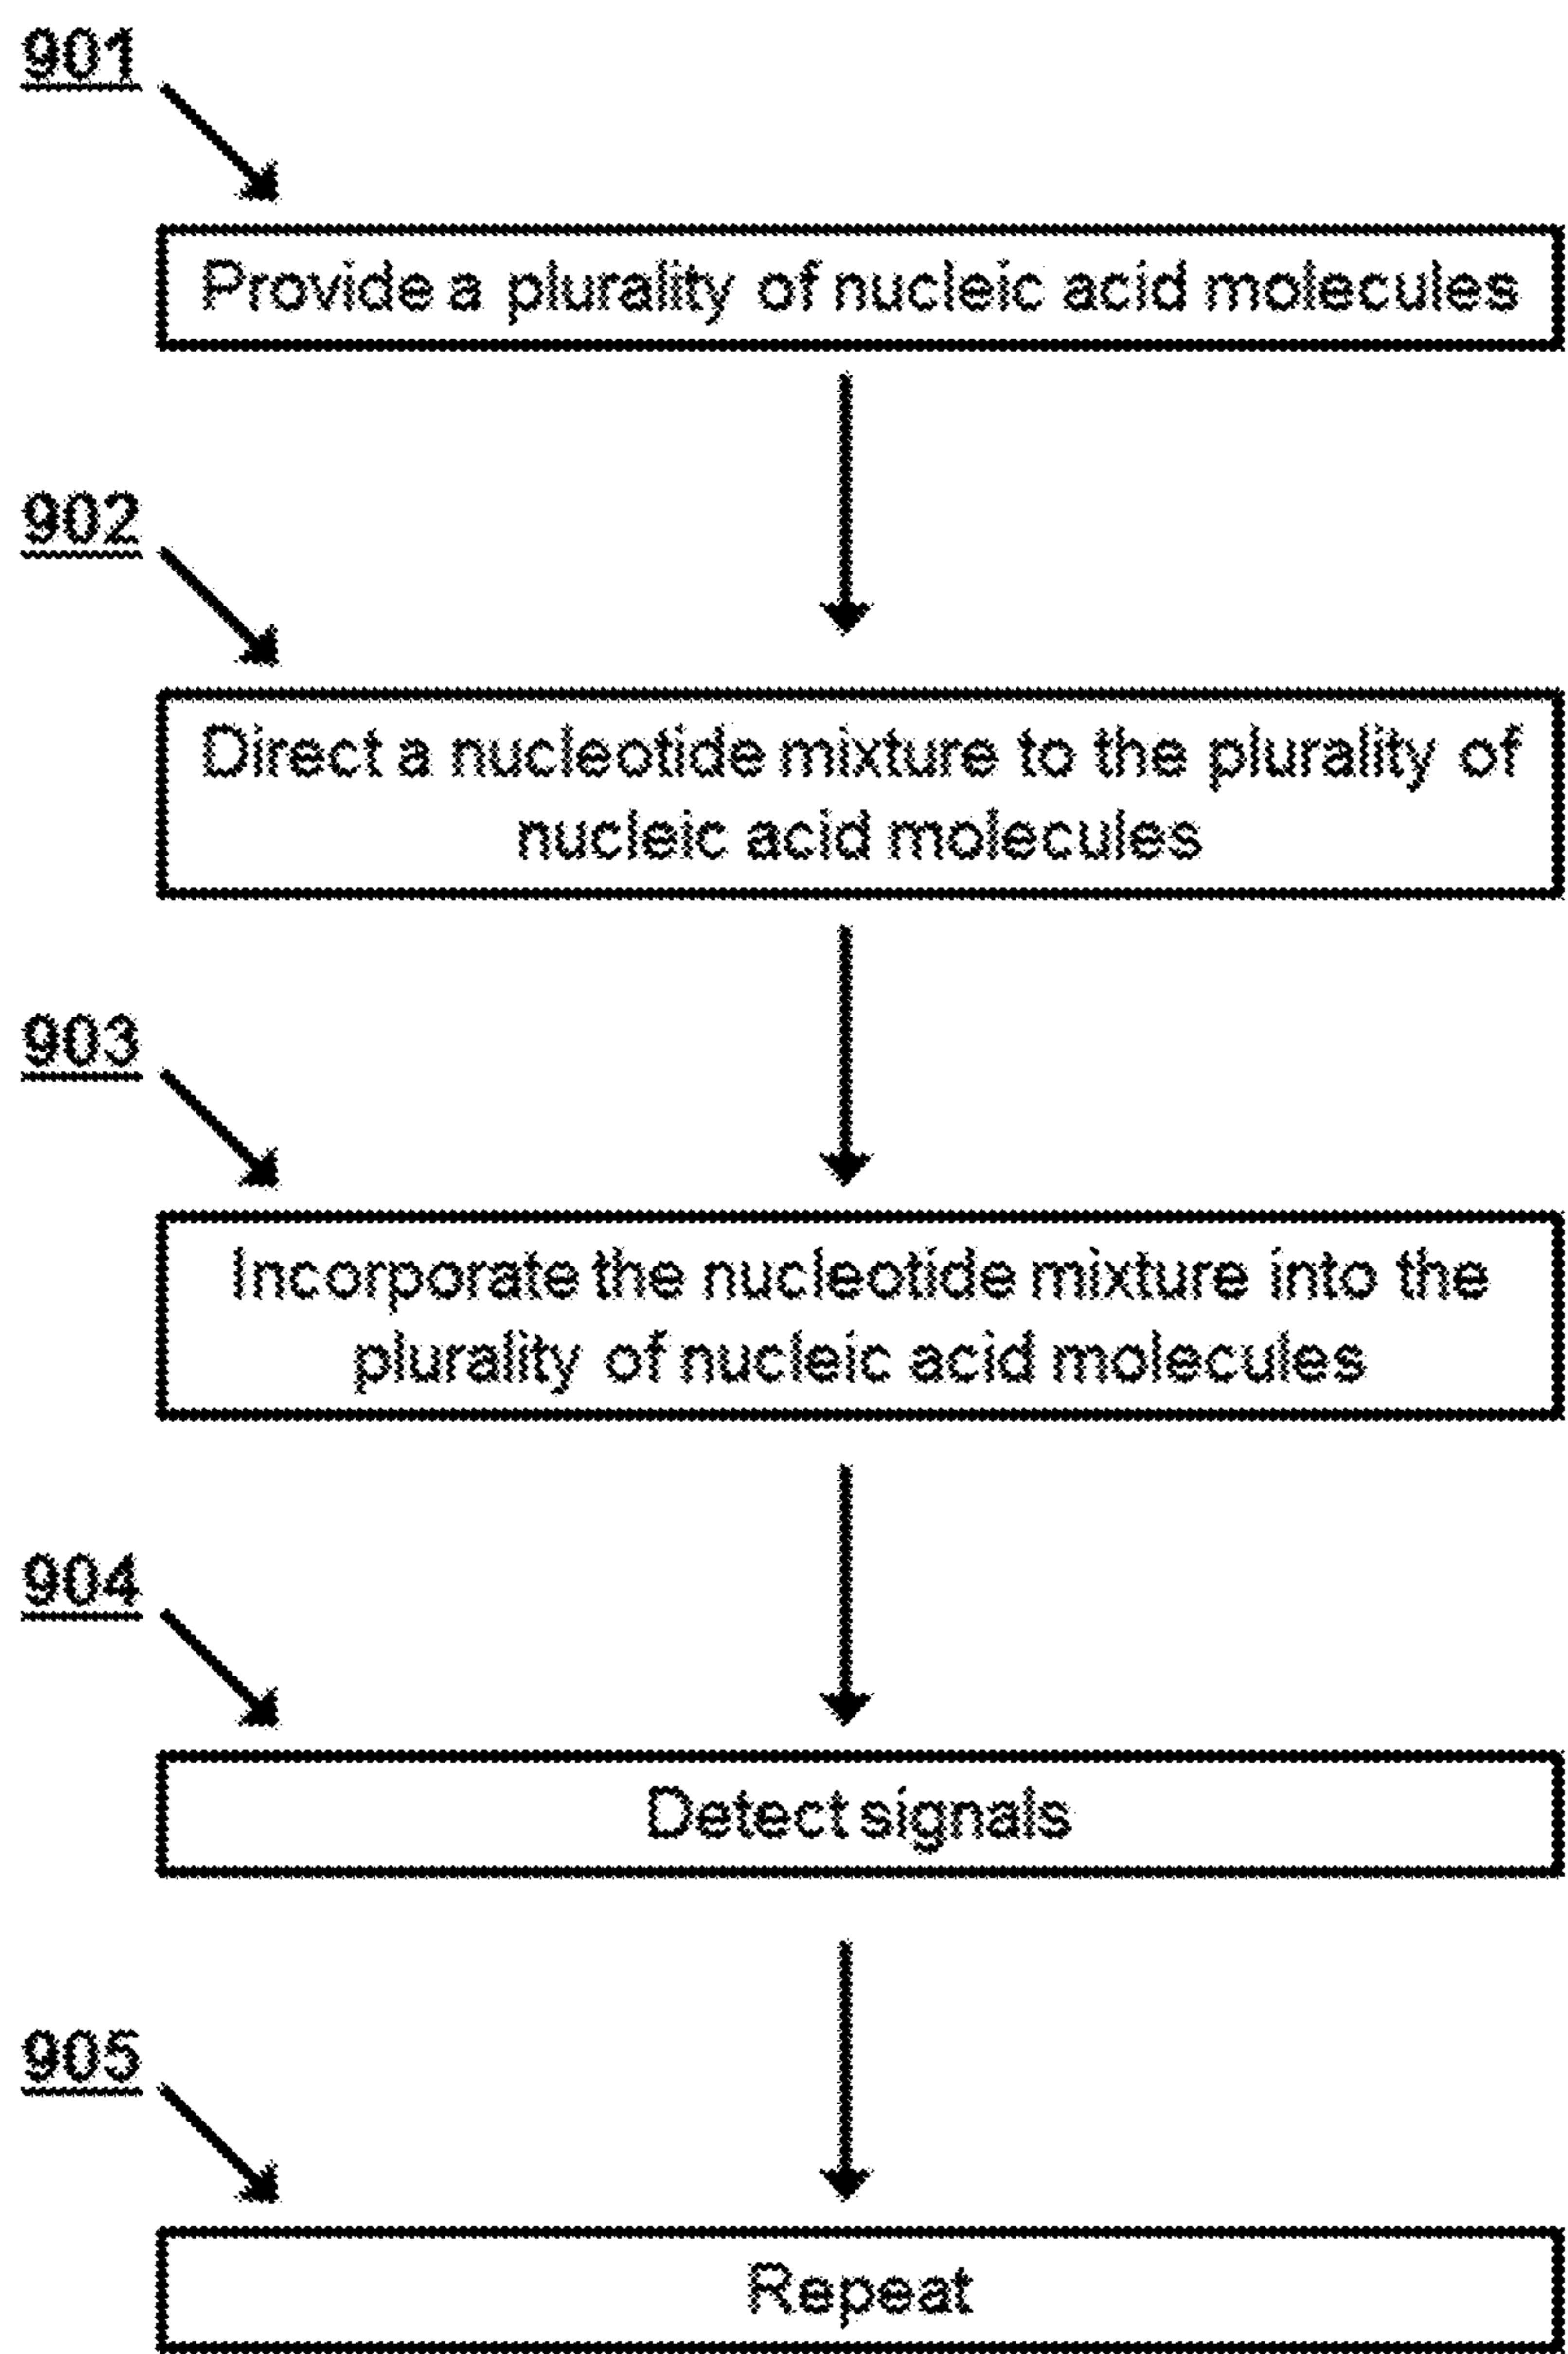 901
Provide a plurality of nucleic acid molecules
902
Direct a nucleotide mixture to the plurality of
nucleic acid molecules
903
Incorporate the nucleotide mixture into the
plurality of nucleic acid molecules
904
Detect signals
905
Repeat